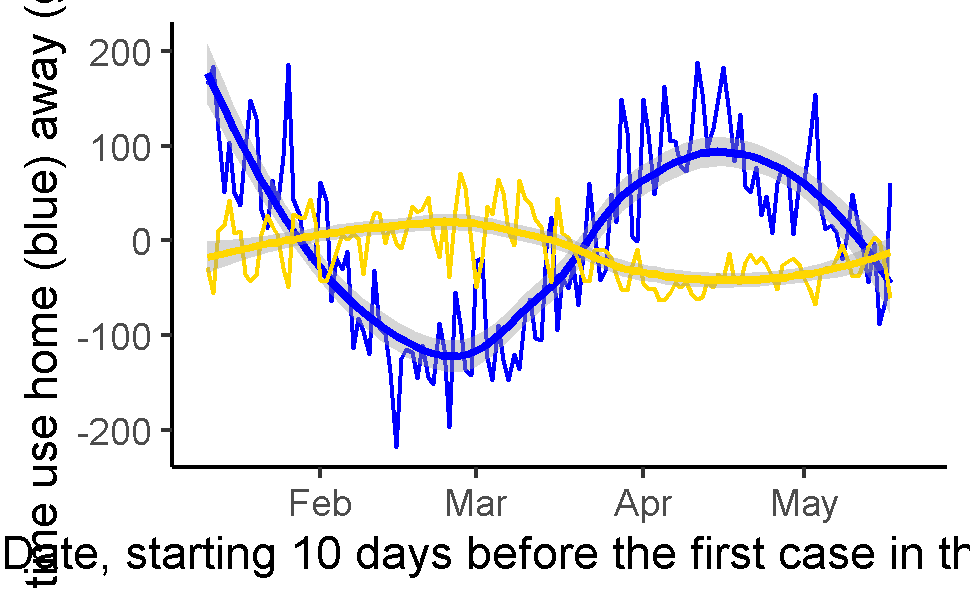 time use home (blue) away (
200
100
0
-100
-200
Feb Mar Apr May
Date, starting 10 days before the first case in th